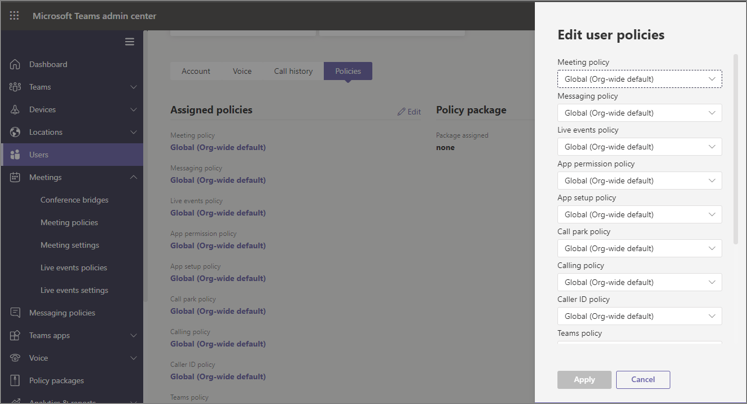 Microsoft Teams admin center
Dashboard
Teams
Devices
Locations
Users
Meetings
Conference bridges
Meeting policies
Meeting settings
Live events policies
Live events settings
Messaging policies
Teams apps
Voice
Policy packages
Analytics & reports
Account
Voice
Call history
Policies
Assigned policies
Edit
Meeting policy
Global (Org-wide default)
Messaging policy
Global (Org-wide default)
Live events policy
Global (Org-wide default)
App permission policy
Global (Org-wide default)
App setup policy
Global (Org-wide default)
Call park policy
Global (Org-wide default)
Calling policy
Global (Org-wide default)
Caller ID policy
Global (Org-wide default)
Teams policy
Policy package
Package assigned
none
Edit user policies
Meeting policy
Global (Org-wide default)
Messaging policy
Global (Org-wide default)
Live events policy
Global (Org-wide default)
App permission policy
Global (Org-wide default)
App setup policy
Global (Org-wide default)
Call park policy
Global (Org-wide default)
Calling policy
Global (Org-wide default)
Caller ID policy
Global (Org-wide default)
Teams policy
Apply
Cancel